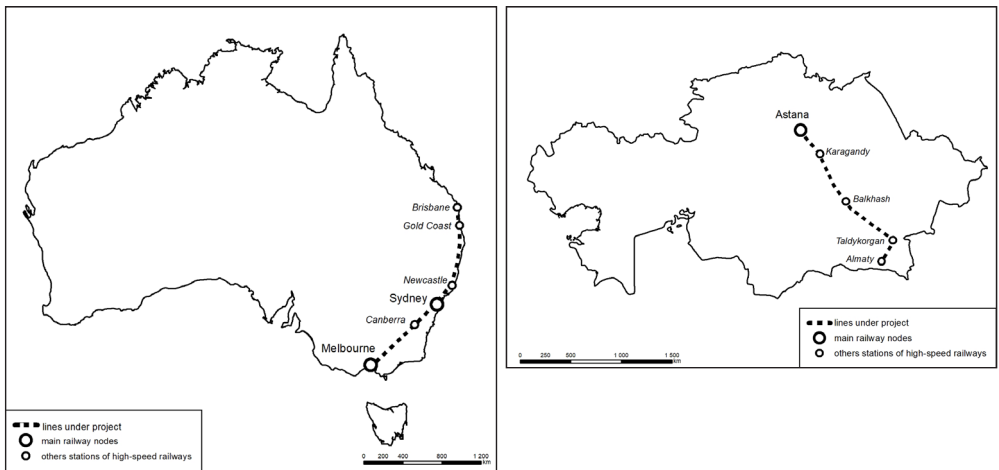 Brisbane
Gold Coast
Newcastle
Sydney
Canberra
Melbourne
lines under project
main railway nodes
others stations of high-speed railways
0 200 400 800 1 200
km
Astana
Karagandy
Balkhash
Taldykorgan
Almaty
lines under project
main railway nodes
others stations of high-speed railways
0 250 500 1 000 1 500
km